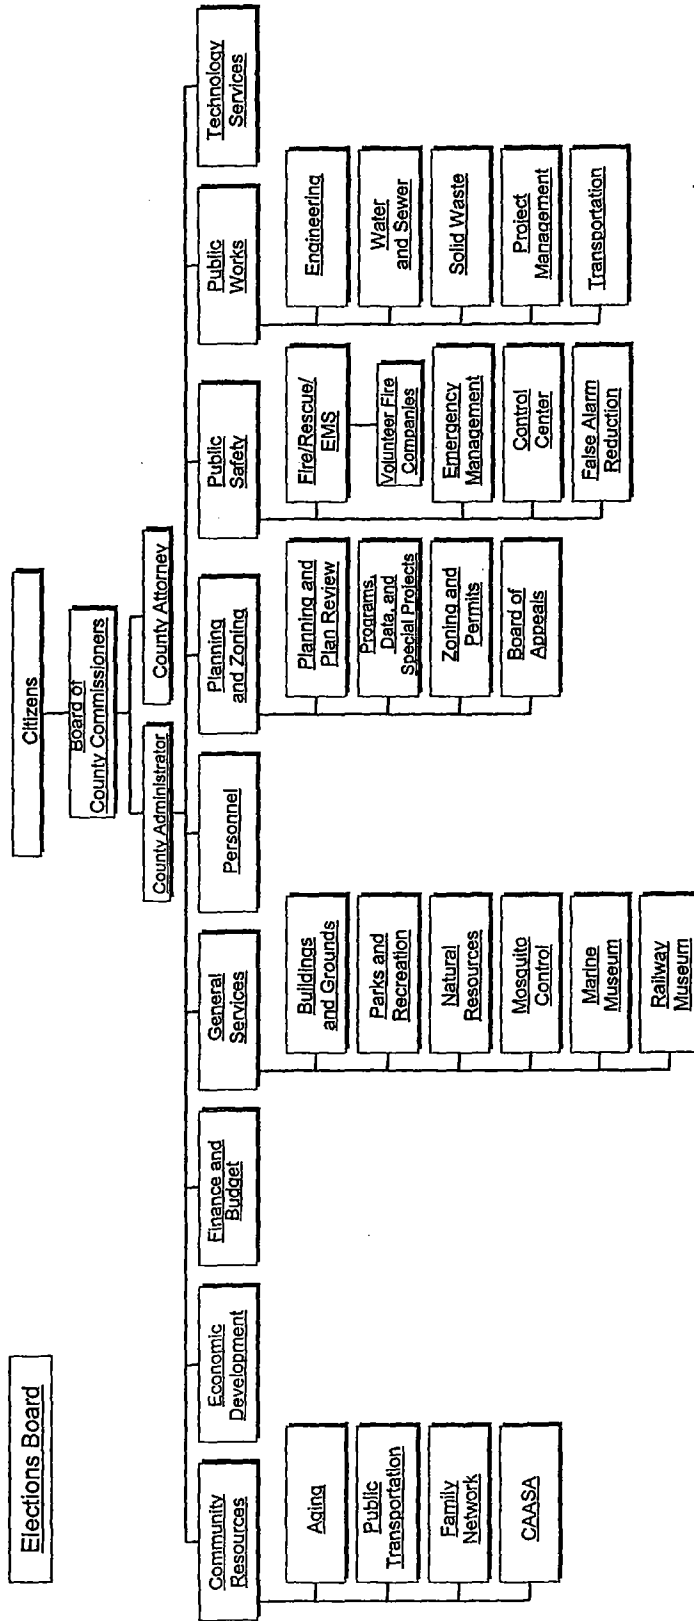 Elections Board
Citizens
Board of
County Commissioners
County Administrator
County Attorney
Community
Resources
Economic
Development
Finance and
Budget
General
Services
Personnel
Planning
and Zoning
Public
Safety
Public
Works
Technology
Services
Aging
Public
Transportation
Family
Network
CAASA
Buildings
and Grounds
Parks and
Recreation
Natural
Resources
Mosquito
Control
Marine
Museum
Railway
Museum
Planning and
Plan Review
Programs,
Data, and
Special Projects
Zoning and
Permits
Board of
Appeals
Fire/Rescue/
EMS
Volunteer Fire
Companies
Emergency
Management
Control
Center
False Alarm
Reduction
Engineering
Water
and Sewer
Solid Waste
Project
Management
Transportation